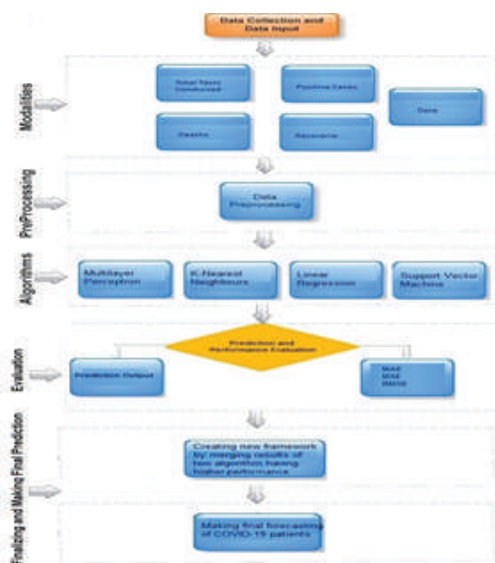 Data Collection and
Data Input
Modalities
Total Tests
Conducted
Positive Cases
Date
Deaths
PreProcessing
Data
Preprocessing
Algorithms
Multilayer
Perceptron
K-Nearest
Neighbours
Linear
Regression
Support Vector
Machine
Evaluation
Prediction and
Performance Evaluation
Prediction Output
MAE
MSE
RMSE
Finalizing and Making Final Prediction
Creating new framework
by merging results of
two algorithm having
higher performance
Making final forecasting
of COVID-19 patients